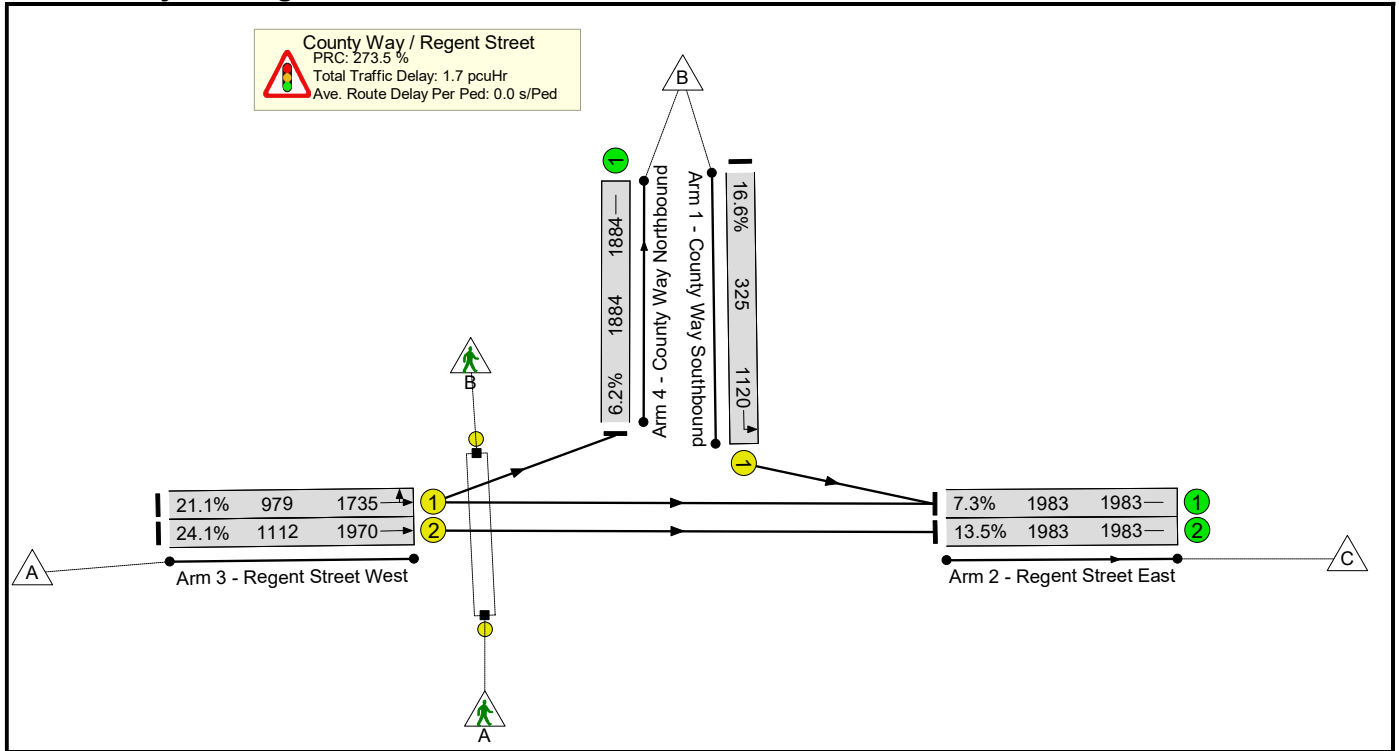 County Way / Regent Street
PRC: 273.5 %
Total Traffic Delay: 1.7 pcuHr
Ave. Route Delay Per Ped: 0.0 s/Ped
B
1
6.2% 1884 1884
Arm 4 - County Way Northbound
Arm 1 - County Way Southbound
16.6% 325 1120
1
B
21.1% 979 1735
1
24.1% 1112 1970
2
7.3% 1983 1983
1
13.5% 1983 1983
2
A
Arm 3 - Regent Street West
Arm 2 - Regent Street East
C
A